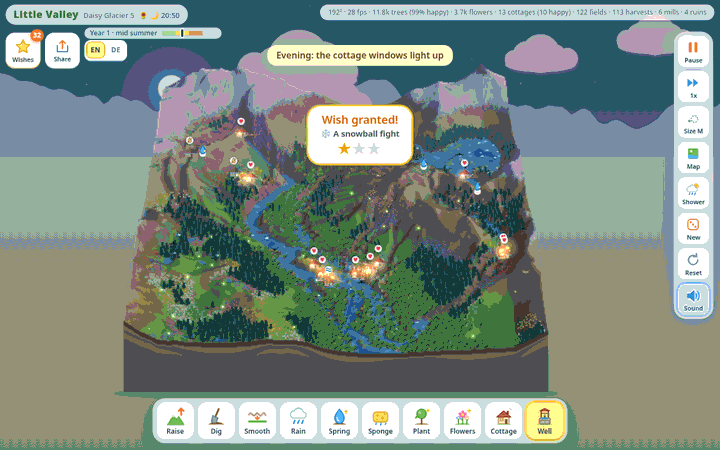 Little Valley Daisy Glacier 5 20:50
192² · 28 fps · 11.8k trees (99% happy) · 3.7k flowers · 13 cottages (10 happy) · 122 fields · 113 harvests · 6 mills · 4 ruins
32
Wishes
Share
Year 1 · mid summer
EN DE
Evening: the cottage windows light up
Wish granted!
A snowball fight
Pause
1x
Size M
Map
Shower
New
Reset
Sound
Raise Dig Smooth Rain Spring Sponge Plant Flowers Cottage Well